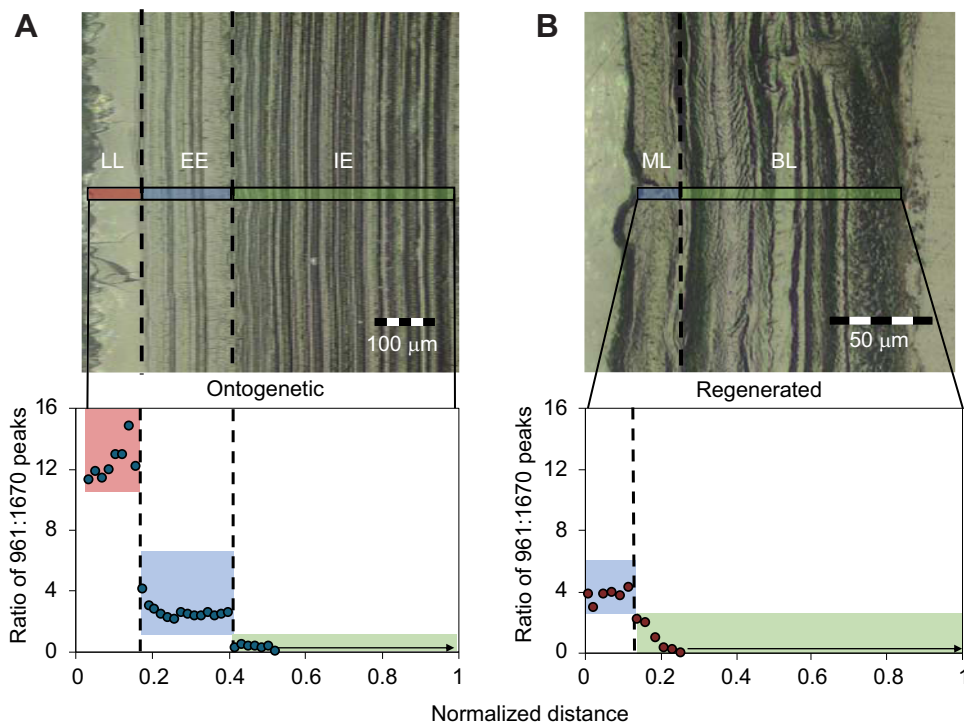 A
B
LL
EE
IE
ML
BL
100 μm
50 μm
Ontogenetic
Regenerated
Ratio of 961:1670 peaks
16
12
8
4
0
0
0.2
0.4
0.6
0.8
1
Ratio of 961:1670 peaks
16
12
8
4
0
0
0.2
0.4
0.6
0.8
1
Normalized distance